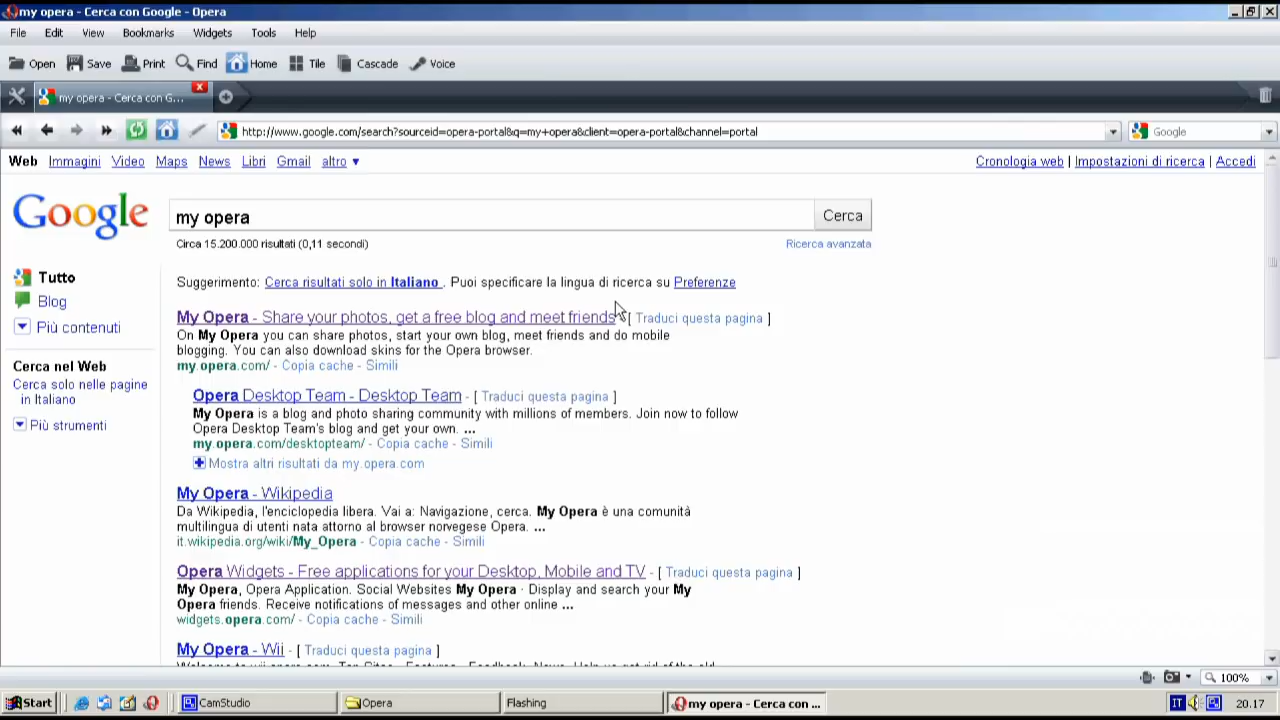 my opera - Cerca con Google - Opera
File Edit View Bookmarks Widgets Tools Help
Open Save Print Find Home Tile Cascade Voice
my opera - Cerca con G...
http://www.google.com/search?sourceid=opera-portal&q=my+opera&client=opera-portal&channel=portal
Google
Web Immagini Video Maps News Libri Gmail altro ▼
Cronologia web | Impostazioni di ricerca | Accedi
Google
my opera
Cerca
Circa 15.200.000 risultati (0,11 secondi)
Ricerca avanzata
Tutto
Blog
Più contenuti
Cerca nel Web
Cerca solo nelle pagine
in Italiano
Più strumenti
Suggerimento: Cerca risultati solo in Italiano . Puoi specificare la lingua di ricerca su Preferenze
My Opera - Share your photos, get a free blog and meet friends - [ Traduci questa pagina ]
On My Opera you can share photos, start your own blog, meet friends and do mobile
blogging. You can also download skins for the Opera browser.
my.opera.com/ - Copia cache - Simili
Opera Desktop Team - Desktop Team - [ Traduci questa pagina ]
My Opera is a blog and photo sharing community with millions of members. Join now to follow
Opera Desktop Team's blog and get your own. ...
my.opera.com/desktopteam/ - Copia cache - Simili
Mostra altri risultati da my.opera.com
My Opera - Wikipedia
Da Wikipedia, l'enciclopedia libera. Vai a: Navigazione, cerca. My Opera è una comunità
multilingua di utenti nata attorno al browser norvegese Opera. ...
it.wikipedia.org/wiki/My_Opera - Copia cache - Simili
Opera Widgets - Free applications for your Desktop, Mobile and TV - [ Traduci questa pagina ]
My Opera, Opera Application. Social Websites My Opera · Display and search your My
Opera friends. Receive notifications of messages and other online ...
widgets.opera.com/ - Copia cache - Simili
My Opera - Wii - [ Traduci questa pagina ]
100%
Start
CamStudio
Opera
Flashing
my opera - Cerca con ...
IT
20.17